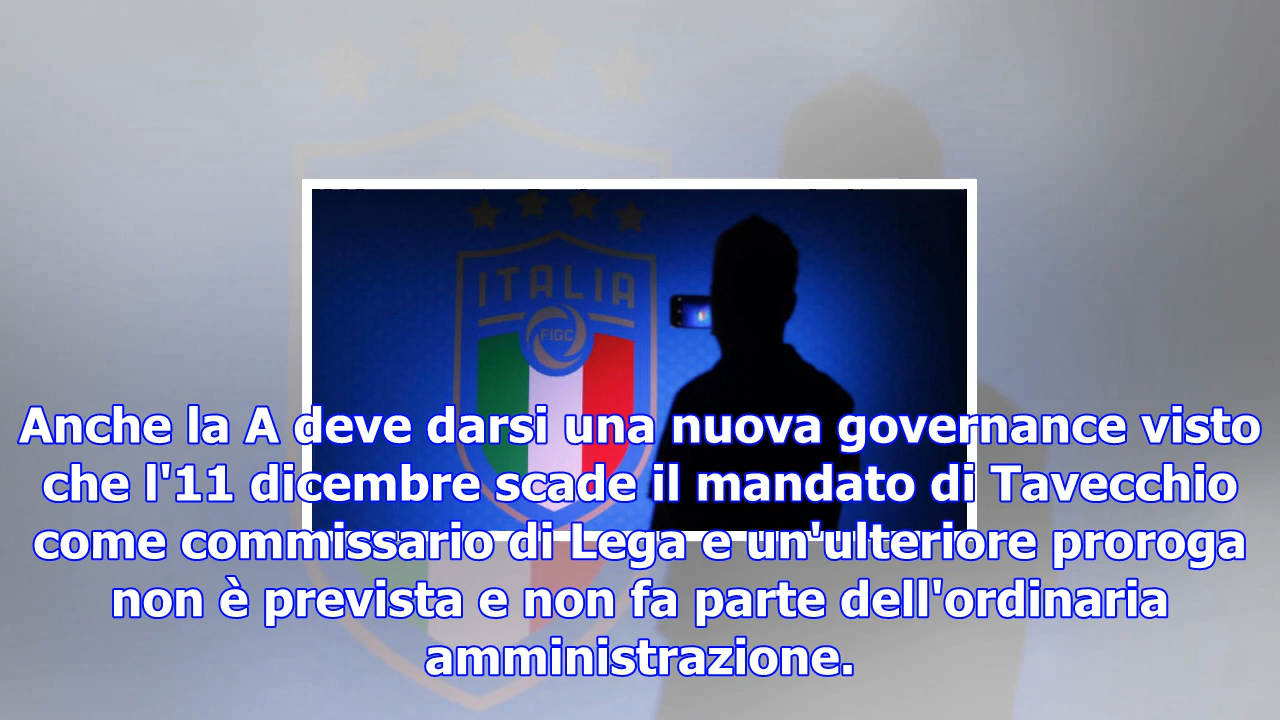 ITALIA
FIGC
Anche la A deve darsi una nuova governance visto
che l'11 dicembre scade il mandato di Tavecchio
come commissario di Lega e un'ulteriore proroga
non è prevista e non fa parte dell'ordinaria
amministrazione.